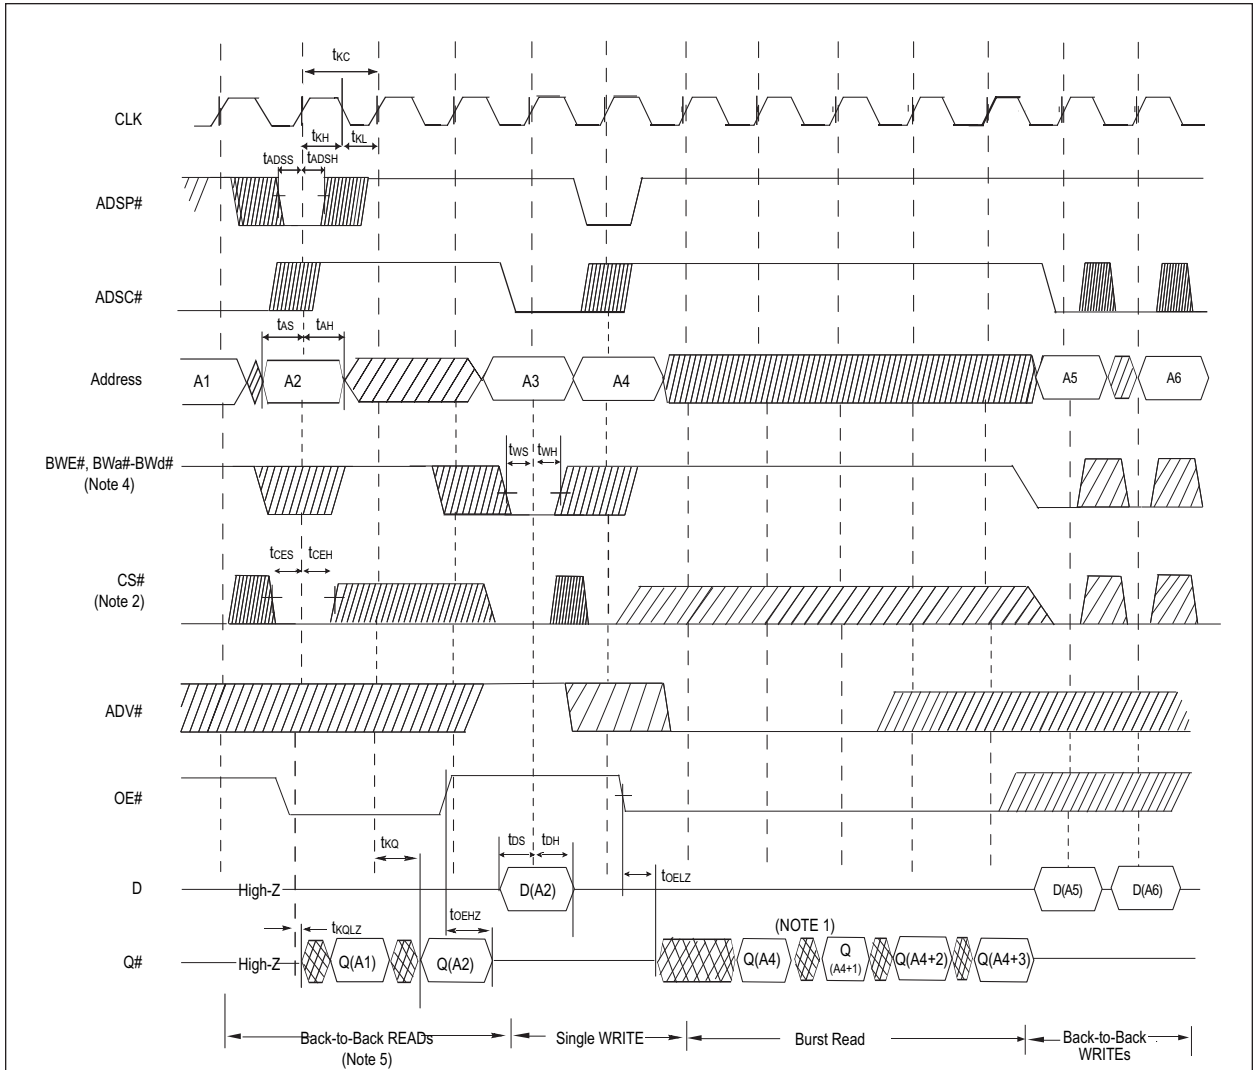 tKC
CLK
tKH
tKL
tADSS
tADSH
ADSP#
ADSC#
tAS
tAH
Address
A1
A2
A3
A4
A5
A6
BWE#, BWa#-BWd#
(Note 4)
tWS
tWH
tCES
tCEH
CS#
(Note 2)
ADV#
OE#
tKQ
tDS
tDH
tOELZ
D
High-Z
D(A2)
D(A5)
D(A6)
tOEHZ
tKQLZ
(NOTE 1)
Q#
High-Z
Q(A1)
Q(A2)
Q(A4)
Q
(A4+1)
Q(A4+2)
Q(A4+3)
Back-to-Back READs
(Note 5)
Single WRITE
Burst Read
Back-to-Back
WRITEs